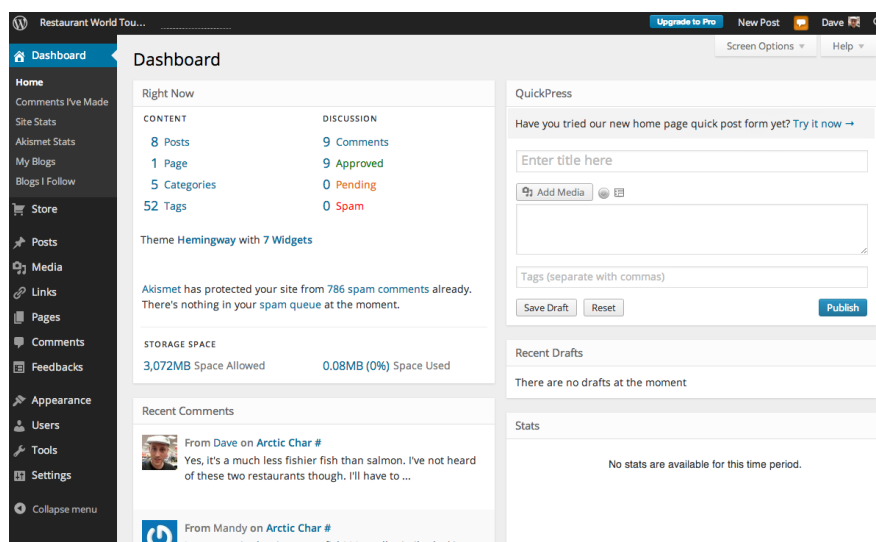 Restaurant World Tou...
Upgrade to Pro
New Post
Dave
Screen Options
Help
Dashboard
Home
Comments I've Made
Site Stats
Akismet Stats
My Blogs
Blogs I Follow
Store
Posts
Media
Links
Pages
Comments
Feedbacks
Appearance
Users
Tools
Settings
Collapse menu
Dashboard
Right Now
CONTENT
DISCUSSION
8 Posts
9 Comments
1 Page
9 Approved
5 Categories
0 Pending
52 Tags
0 Spam
Theme Hemingway with 7 Widgets
Akismet has protected your site from 786 spam comments already.
There's nothing in your spam queue at the moment.
STORAGE SPACE
3,072MB Space Allowed
0.08MB (0%) Space Used
Recent Comments
From Dave on Arctic Char #
Yes, it's a much less fishier fish than salmon. I've not heard
of these two restaurants though. I'll have to ...
From Mandy on Arctic Char #
QuickPress
Have you tried our new home page quick post form yet? Try it now →
Enter title here
Add Media
Tags (separate with commas)
Save Draft
Reset
Publish
Recent Drafts
There are no drafts at the moment
Stats
No stats are available for this time period.